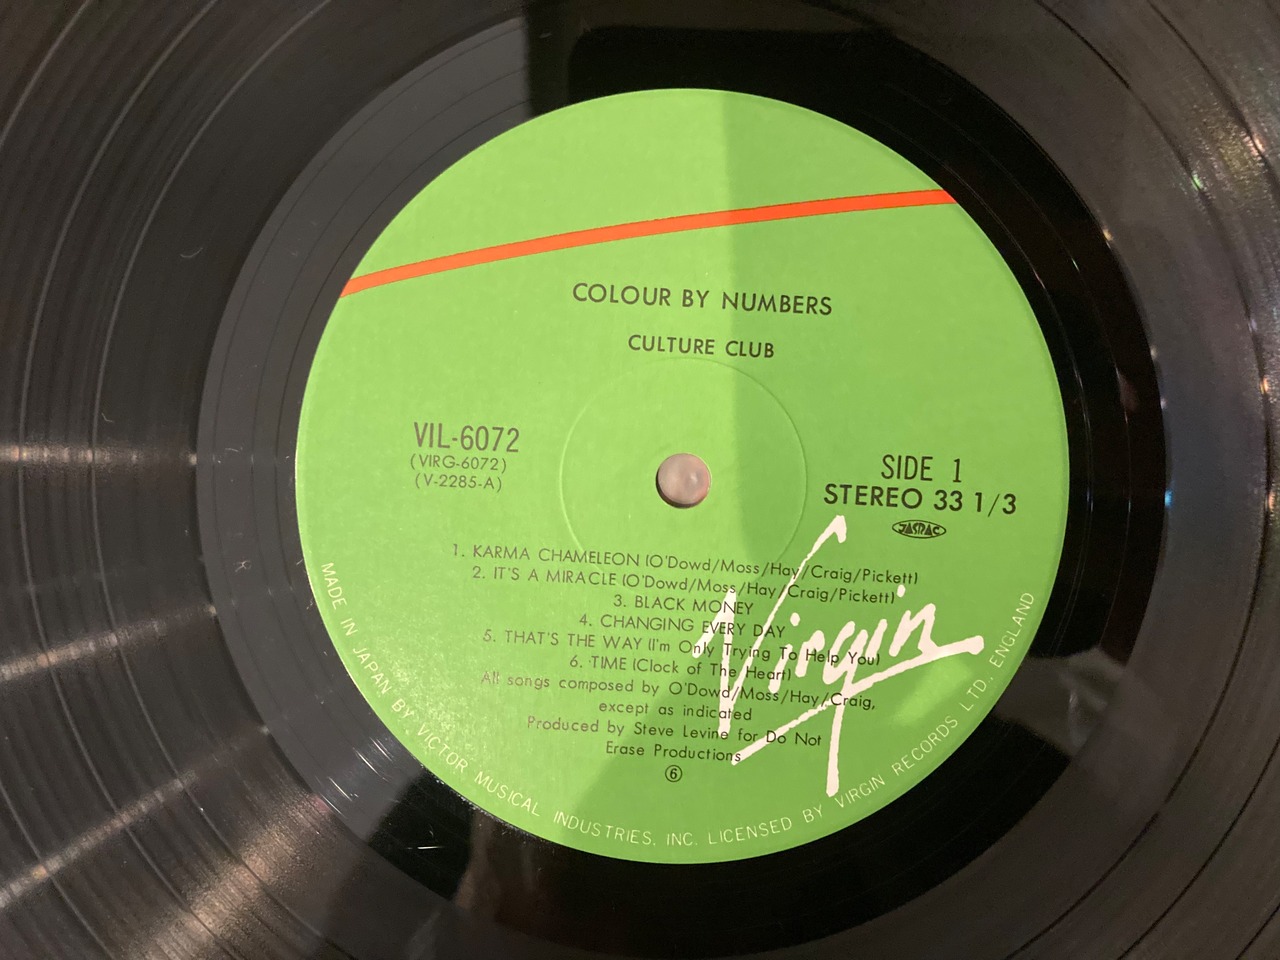 COLOUR BY NUMBERS
CULTURE CLUB
VIL-6072
(VIRG-6072)
(V-2285-A)
SIDE 1
STEREO 33 1/3
JASRAC
1. KARMA CHAMELEON (O'Dowd/Moss/Hay/Craig/Pickett)
2. IT'S A MIRACLE (O'Dowd/Moss/Hay/Craig/Pickett)
3. BLACK MONEY
4. CHANGING EVERY DAY
5. THAT'S THE WAY (I'm Only Trying To Help You)
6. TIME (Clock of The Heart)
All songs composed by O'Dowd/Moss/Hay/Craig,
except as indicated
Produced by Steve Levine for Do Not
Erase Productions
⑥
Virgin
MADE IN JAPAN BY VICTOR MUSICAL INDUSTRIES, INC. LICENSED BY VIRGIN RECORDS LTD., ENGLAND